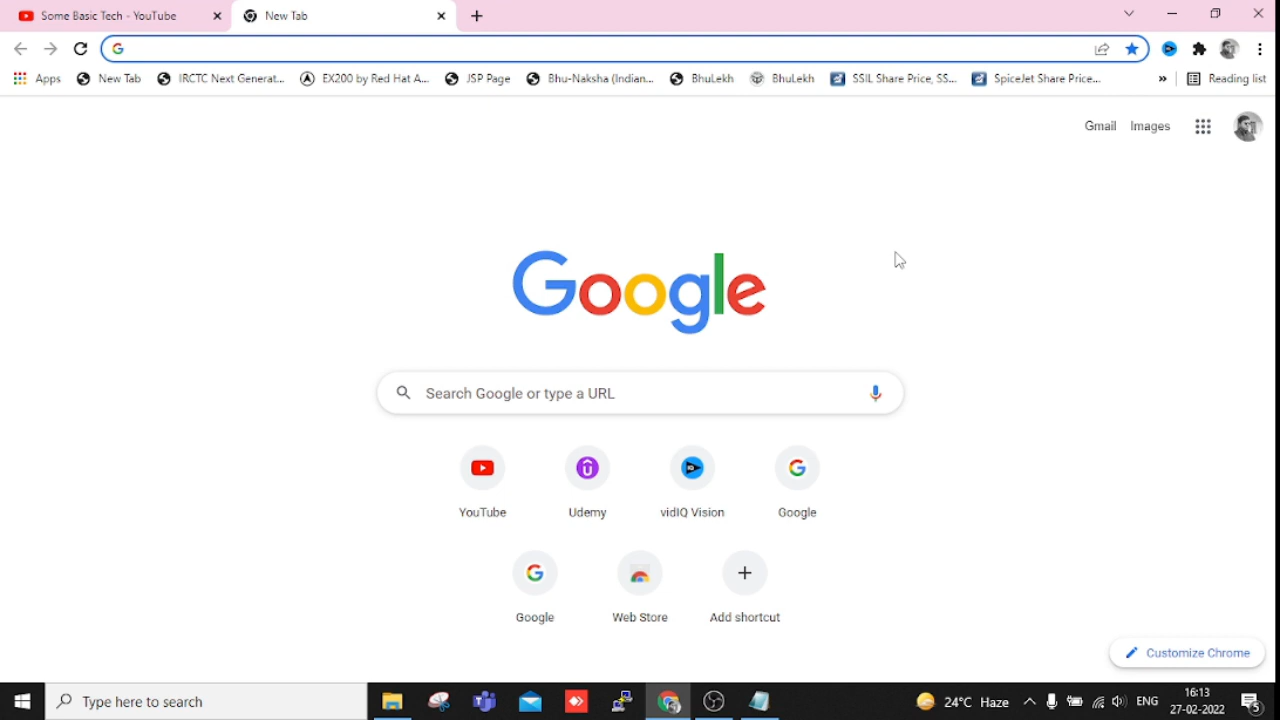 Some Basic Tech - YouTube
New Tab
Apps New Tab IRCTC Next Generat... EX200 by Red Hat A... JSP Page Bhu-Naksha (Indian... BhuLekh BhuLekh SSIL Share Price, SS... SpiceJet Share Price... » Reading list
Gmail Images
Google
Search Google or type a URL
YouTube Udemy vidIQ Vision Google
Google Web Store Add shortcut
Customize Chrome
Type here to search
24°C Haze ENG
16:13
27-02-2022
5